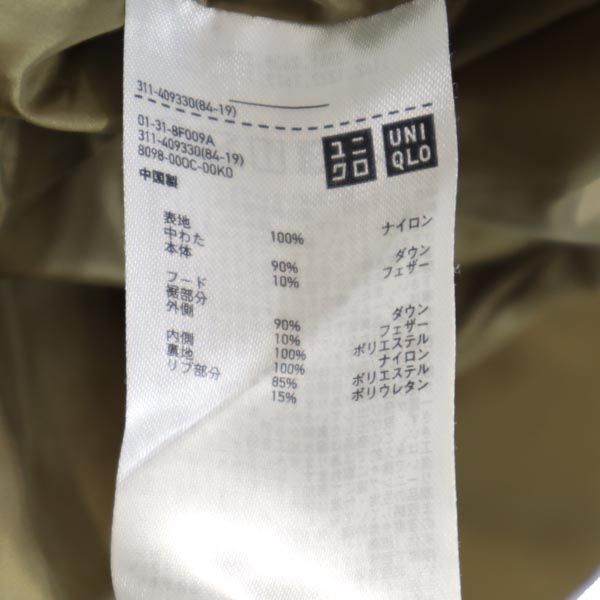 311-409330(84-19)
01-31-8F009A
311-409330(84-19)
8098-000C-00K0
中国製
ユニ
クロ
UNI
QLO
表地 100% ナイロン
中わた
本体 90% ダウン
10% フェザー
フード
裾部分
外側 90% ダウン
10% フェザー
内側 100% ポリエステル
裏地 100% ナイロン
リブ部分 85% ポリエステル
15% ポリウレタン